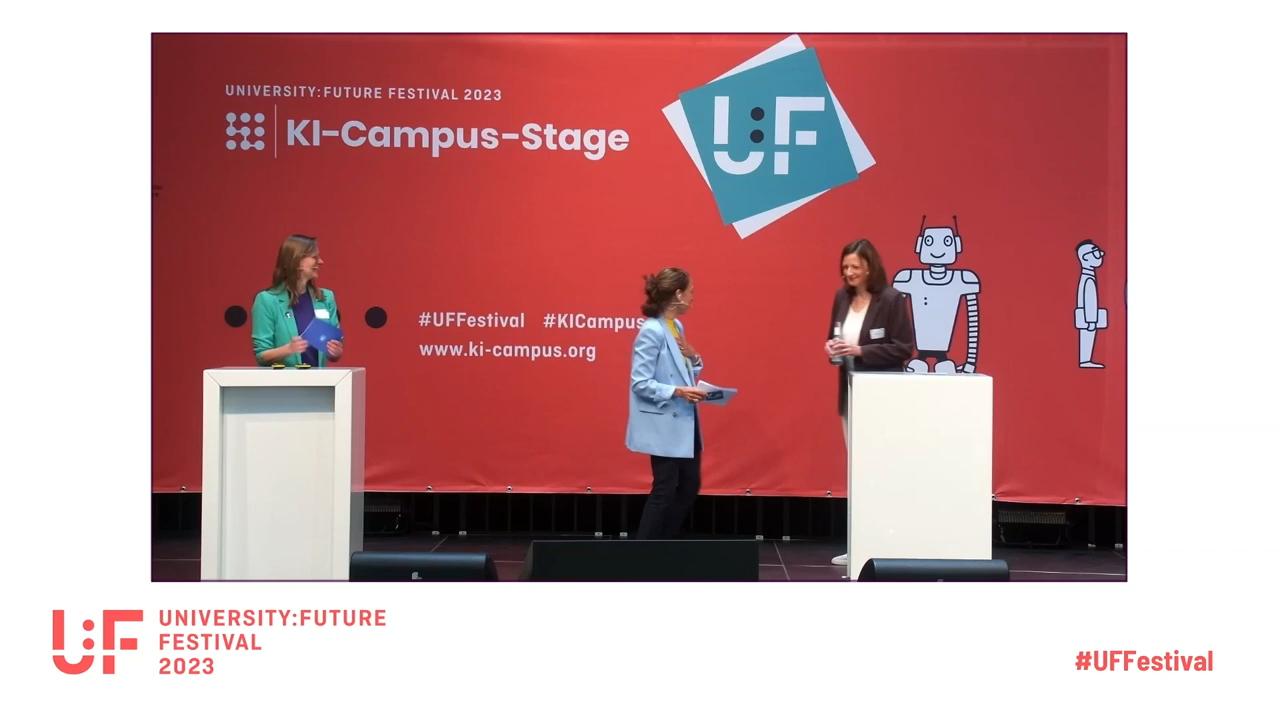 UNIVERSITY:FUTURE FESTIVAL 2023
KI-Campus-Stage
U:F
#UFFestival #KICampus
www.ki-campus.org
U:F
UNIVERSITY:FUTURE
FESTIVAL
2023
#UFFestival